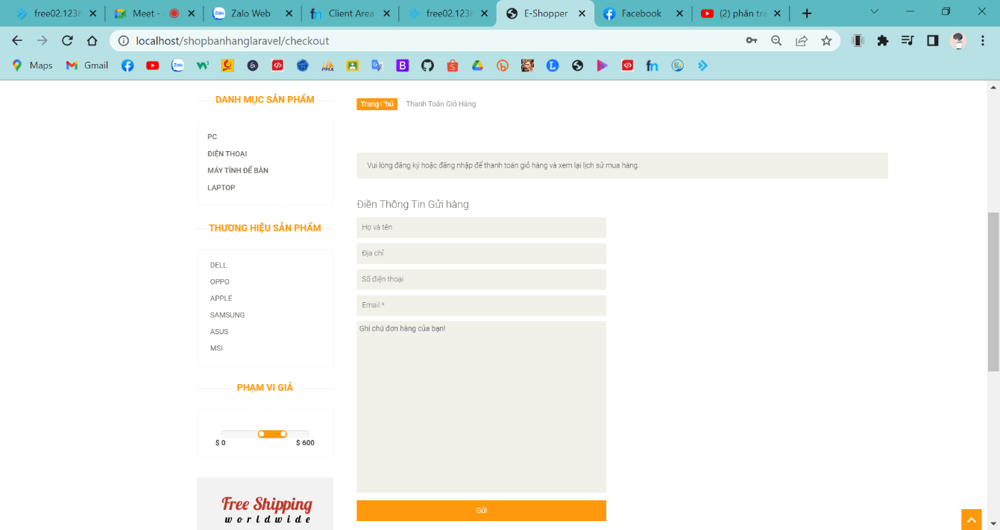 free02.123h
Meet -
Zalo Web
Client Area
free02.123h
E-Shopper
Facebook
(2) phân tra
localhost/shopbanhanglaravel/checkout
Maps
Gmail
DANH MỤC SẢN PHẨM
PC
ĐIỆN THOẠI
MÁY TÍNH ĐỂ BÀN
LAPTOP
THƯƠNG HIỆU SẢN PHẨM
DELL
OPPO
APPLE
SAMSUNG
ASUS
MSI
PHẠM VI GIÁ
$ 0
$ 600
Free Shipping
worldwide
Trang Chủ
Thanh Toán Giỏ Hàng
Vui lòng đăng ký hoặc đăng nhập để thanh toán giỏ hàng và xem lại lịch sử mua hàng.
Điền Thông Tin Gửi hàng
Họ và tên
Địa chỉ
Số điện thoại
Email *
Ghi chú đơn hàng của bạn!
Gửi